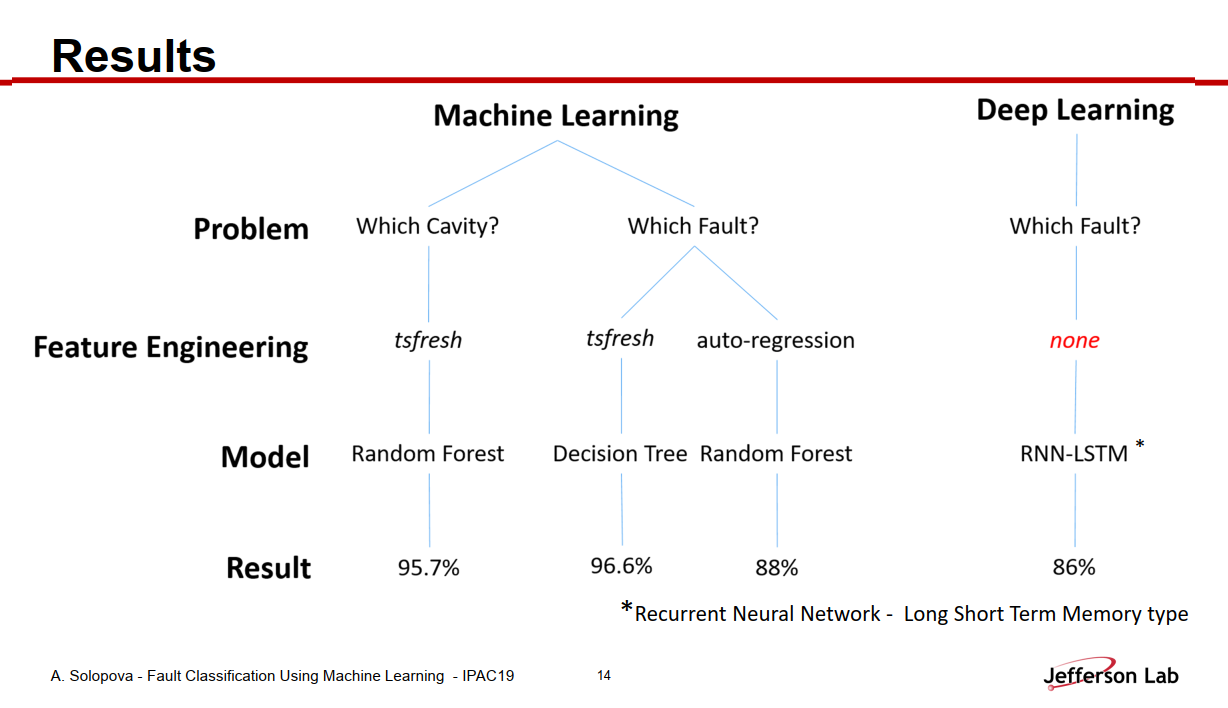 Results
Machine Learning
Deep Learning
Problem
Which Cavity?
Which Fault?
Which Fault?
Feature Engineering
tsfresh
tsfresh
auto-regression
none
Model
Random Forest
Decision Tree
Random Forest
RNN-LSTM *
Result
95.7%
96.6%
88%
86%
*Recurrent Neural Network - Long Short Term Memory type
A. Solopova - Fault Classification Using Machine Learning - IPAC19
14
Jefferson Lab